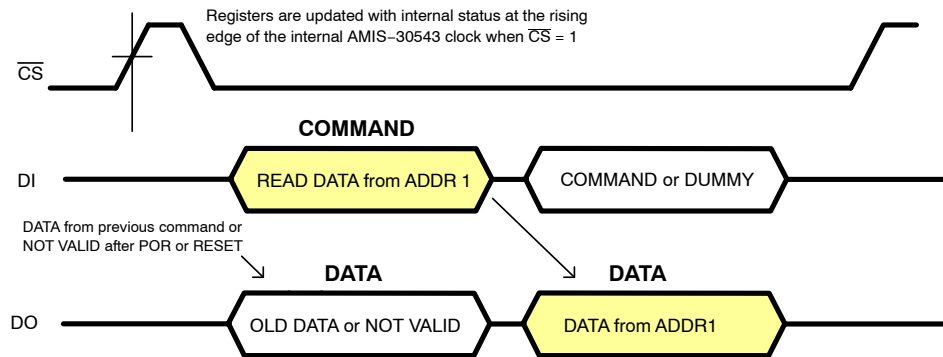 Registers are updated with internal status at the rising
edge of the internal AMIS−30543 clock when CS = 1
CS
COMMAND
DI
READ DATA from ADDR 1
COMMAND or DUMMY
DATA from previous command or
NOT VALID after POR or RESET
DATA
DATA
DO
OLD DATA or NOT VALID
DATA from ADDR1